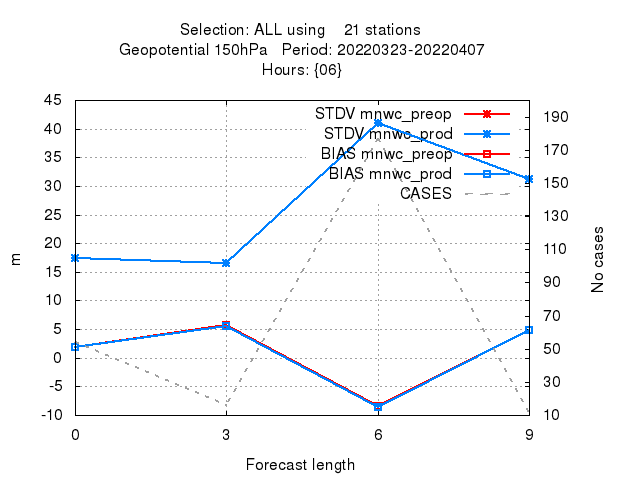 Selection: ALL using    21 stations
Geopotential 150hPa   Period: 20220323-20220407
Hours: {06}
STDV mnwc_preop
STDV mnwc_prod
BIAS mnwc_preop
BIAS mnwc_prod
CASES
45
40
35
30
25
20
15
10
5
0
-5
-10
m
190
170
150
130
110
90
70
50
30
10
No cases
0 3 6 9
Forecast length